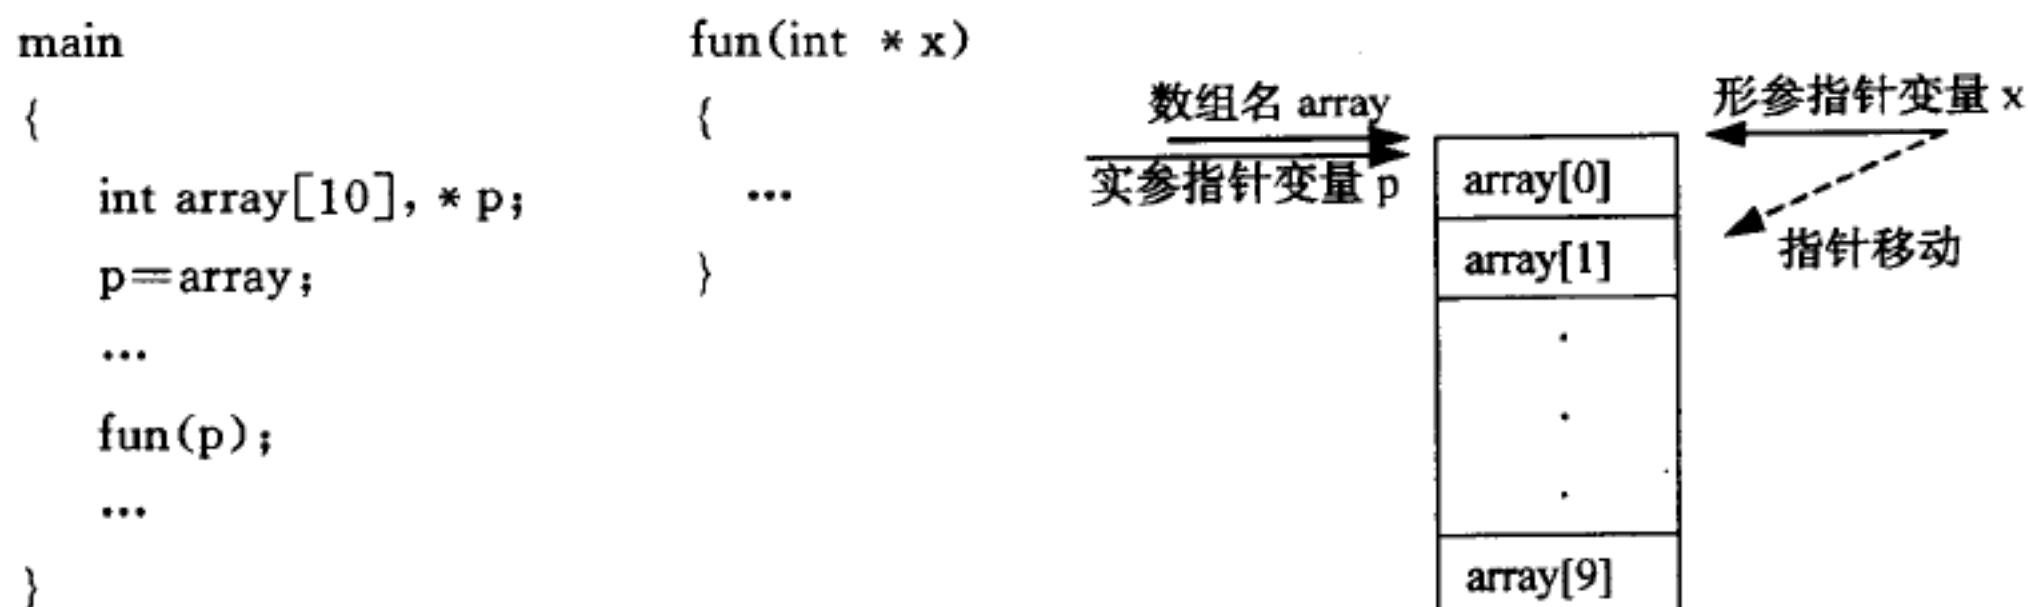 main
{
int array[10], * p;
p=array;
…
fun(p);
…
}
fun(int * x)
{
…
}
数组名 array
实参指针变量 p
形参指针变量 x
指针移动
array[0]
array[1]
.
.
.
array[9]